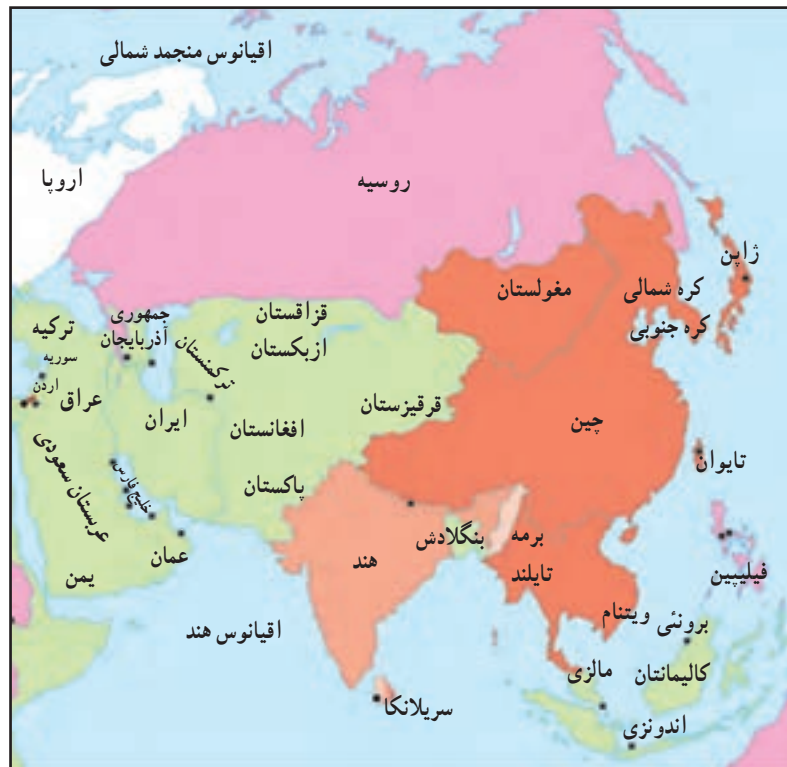 اقیانوس منجمد شمالی
اروپا
روسیه
ژاپن
مغولستان
کره شمالی
کره جنوبی
قزاقستان
جمهوری
آذربایجان
ازبکستان
ترکیه
ترکمنستان
سوریه
اردن
عراق
ایران
افغانستان
قرقیزستان
چین
تایوان
پاکستان
خلیج فارس
عربستان سعودی
عمان
یمن
هند
بنگلادش
برمه
تایلند
فیلیپین
ویتنام
برونئی
اقیانوس هند
مالزی
کالیمانتان
سریلانکا
اندونزی